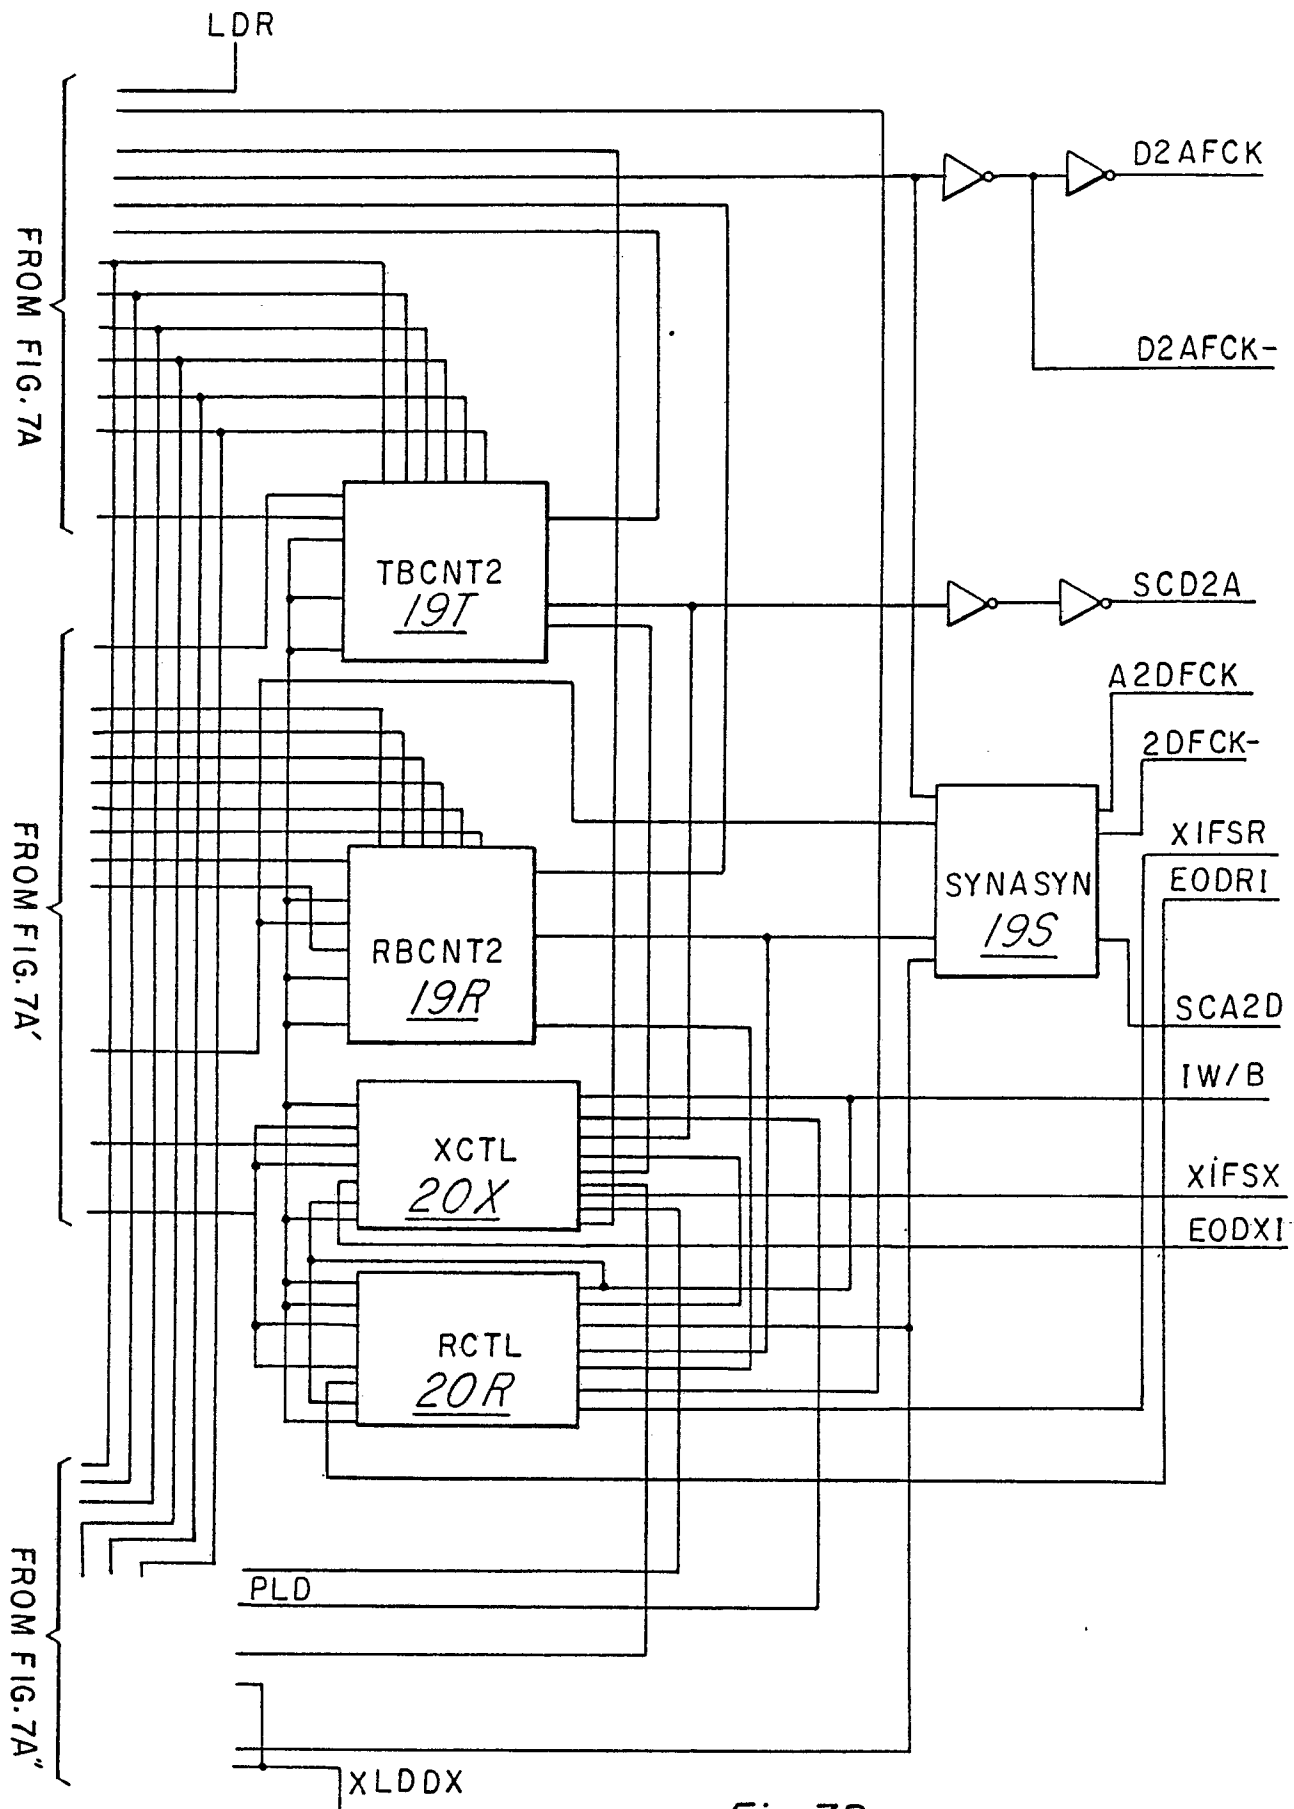 LDR
D2AFCK
FROM FIG. 7A
D2AFCK-
TBCNT2
19T
SCD2A
A2DFCK
2DFCK-
XIFSR
FROM FIG. 7A'
EODRI
SYNASYN
19S
RBCNT2
19R
SCA2D
IW/B
XCTL
20X
XIFSX
EODXI
RCTL
20R
FROM FIG. 7A"
PLD
XLDDX